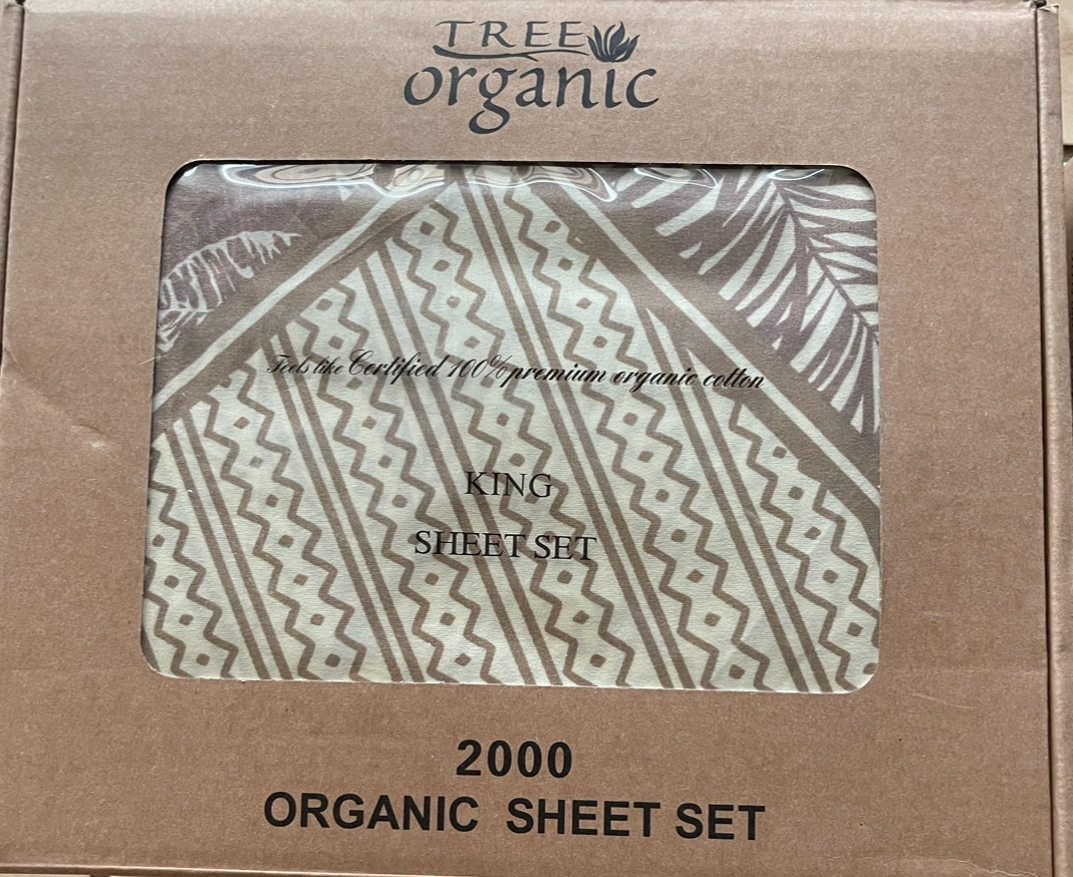 TREE
organic
Feels like Certified 100% premium organic cotton
KING
SHEET SET
2000
ORGANIC SHEET SET